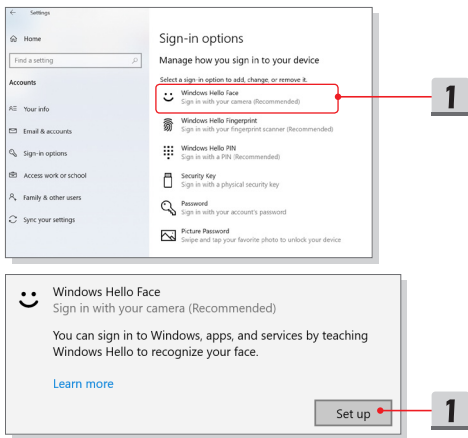 Settings
Home
Find a setting
Accounts
Your info
Email & accounts
Sign-in options
Access work or school
Family & other users
Sync your settings
Sign-in options
Manage how you sign in to your device
Select a sign-in option to add, change, or remove it.
Windows Hello Face
Sign in with your camera (Recommended)
Windows Hello Fingerprint
Sign in with your fingerprint scanner (Recommended)
Windows Hello PIN
Sign in with a PIN (Recommended)
Security Key
Sign in with a physical security key
Password
Sign in with your account's password
Picture Password
Swipe and tap your favorite photo to unlock your device
1
Windows Hello Face
Sign in with your camera (Recommended)
You can sign in to Windows, apps, and services by teaching
Windows Hello to recognize your face.
Learn more
Set up
1